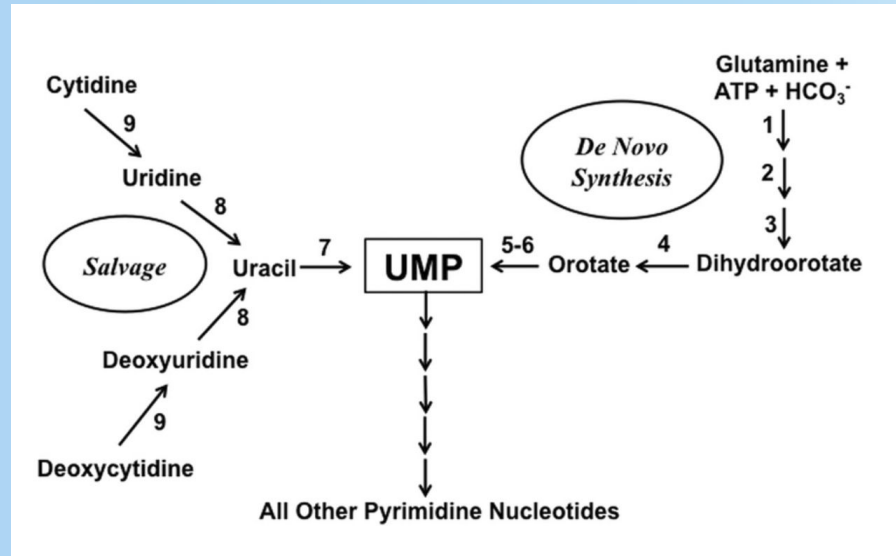 Glutamine +
ATP + HCO₃⁻
Cytidine
1
9
De Novo
Synthesis
2
Uridine
8
3
7
5-6
4
Salvage
Uracil
UMP
Orotate
Dihydroorotate
8
Deoxyuridine
9
Deoxycytidine
All Other Pyrimidine Nucleotides